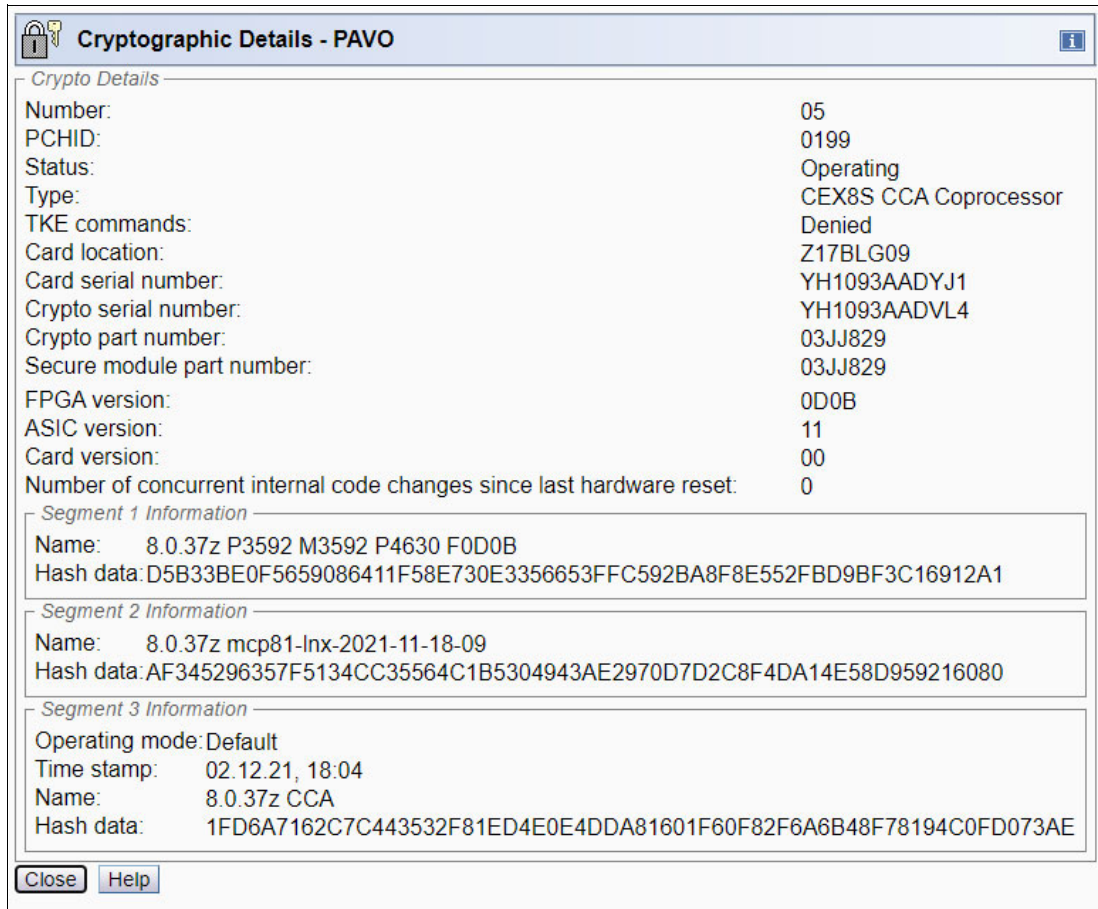 Cryptographic Details - PAVO
Crypto Details
Number: 05
PCHID: 0199
Status: Operating
Type: CEX8S CCA Coprocessor
TKE commands: Denied
Card location: Z17BLG09
Card serial number: YH1093AADYJ1
Crypto serial number: YH1093AADVL4
Crypto part number: 03JJ829
Secure module part number: 03JJ829
FPGA version: 0D0B
ASIC version: 11
Card version: 00
Number of concurrent internal code changes since last hardware reset: 0
Segment 1 Information
Name: 8.0.37z P3592 M3592 P4630 F0D0B
Hash data: D5B33BE0F5659086411F58E730E3356653FFC592BA8F8E552FBD9BF3C16912A1
Segment 2 Information
Name: 8.0.37z mcp81-lnx-2021-11-18-09
Hash data: AF345296357F5134CC35564C1B5304943AE2970D7D2C8F4DA14E58D959216080
Segment 3 Information
Operating mode: Default
Time stamp: 02.12.21, 18:04
Name: 8.0.37z CCA
Hash data: 1FD6A7162C7C443532F81ED4E0E4DDA81601F60F82F6A6B48F78194C0FD073AE
Close Help